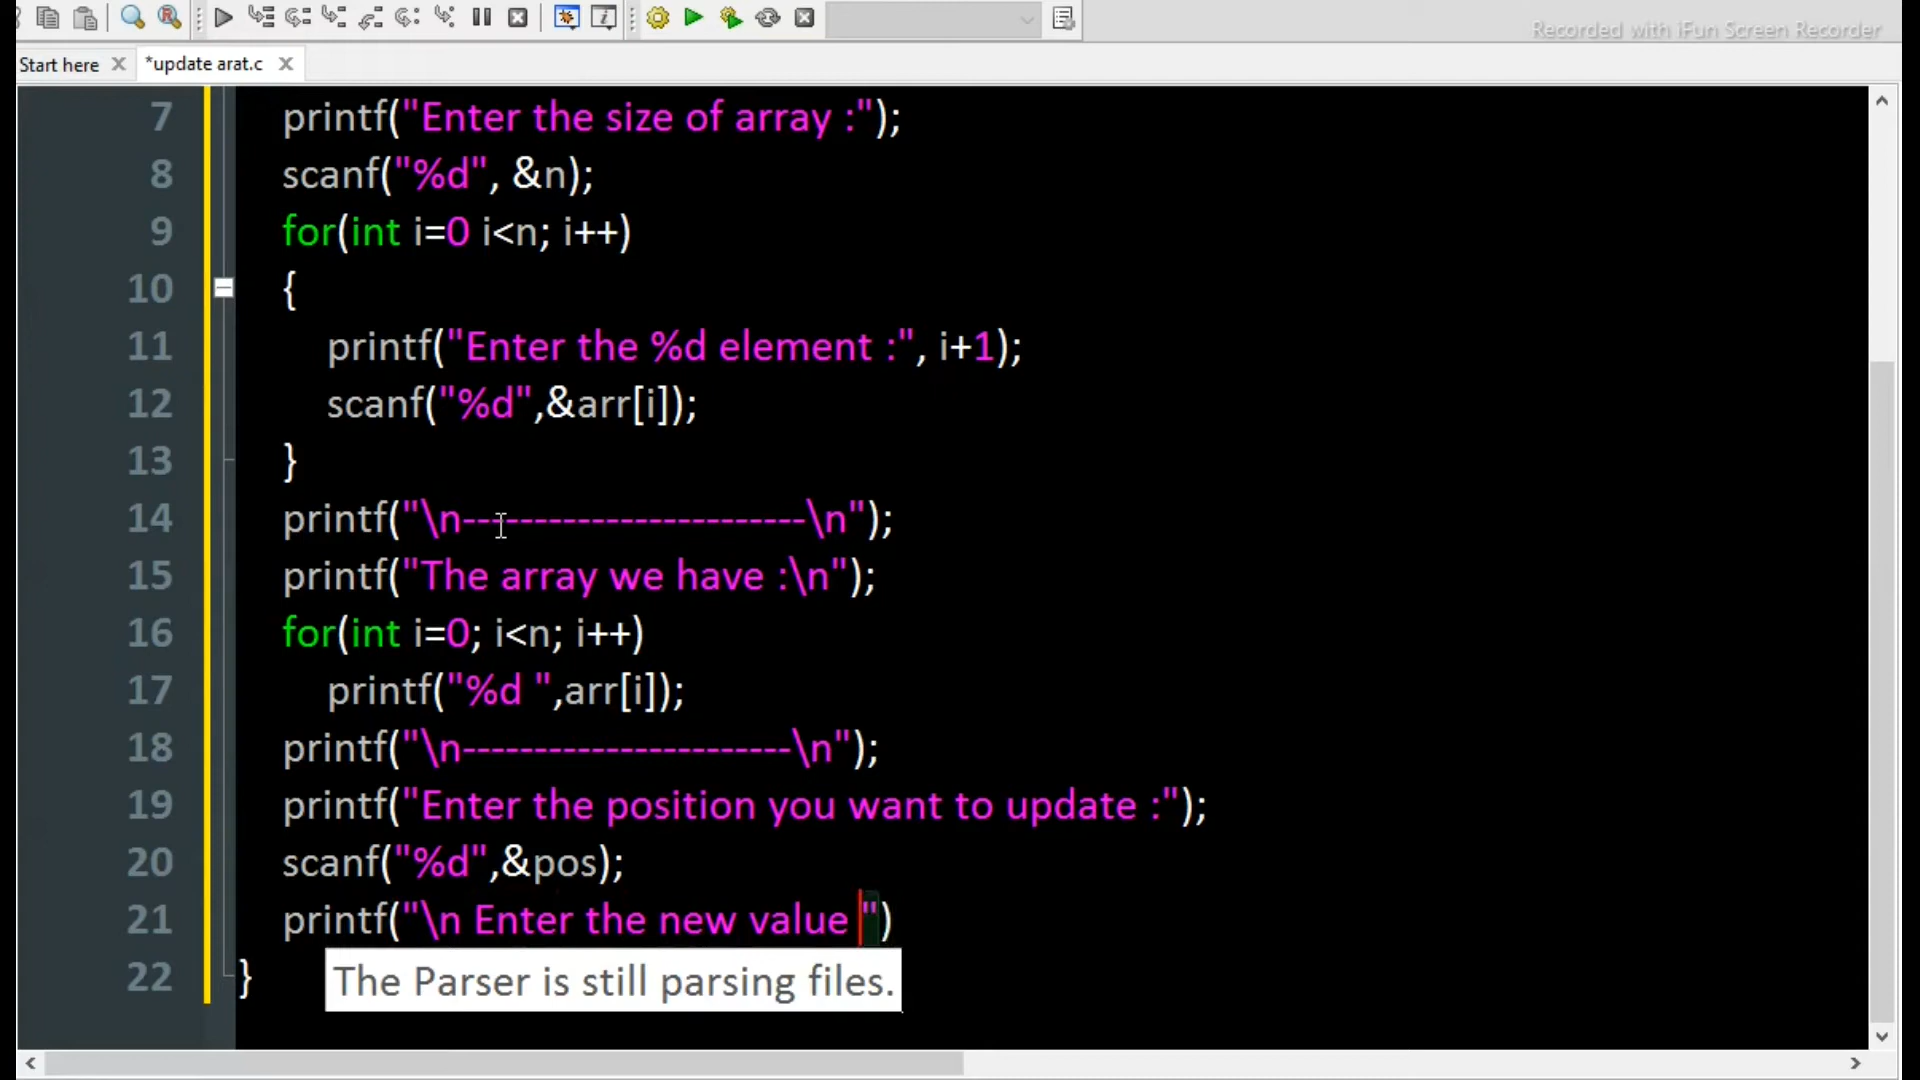 Recorded with iFun Screen Recorder
Start here
*update arat.c
7 printf("Enter the size of array :");
8 scanf("%d", &n);
9 for(int i=0 i<n; i++)
10 {
11 printf("Enter the %d element :", i+1);
12 scanf("%d",&arr[i]);
13 }
14 printf("\n------------------------\n");
15 printf("The array we have :\n");
16 for(int i=0; i<n; i++)
17 printf("%d ",arr[i]);
18 printf("\n-----------------------\n");
19 printf("Enter the position you want to update :");
20 scanf("%d",&pos);
21 printf("\n Enter the new value ")
22 }
The Parser is still parsing files.